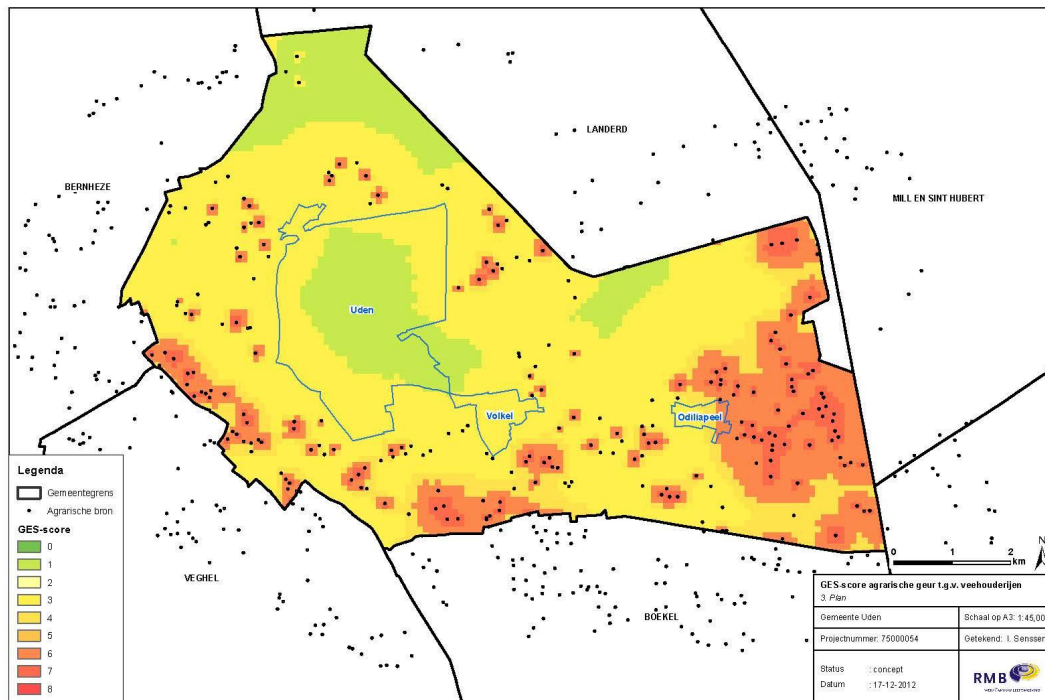 LANDERD
BERNHEZE
MILL EN SINT HUBERT
Uden
Volkel
Odiliapeel
VEGHEL
BOEKEL
Legenda
Gemeentegrens
Agrarische bron
GES-score
0
1
2
3
4
5
6
7
8
N
0 1 2
km
GES-score agrarische geur t.g.v. veehouderijen
3. Plan
Gemeente Uden
Schaal op A3: 1:45,00
Projectnummer: 75000054
Getekend: I. Senssen
Status : concept
Datum : 17-12-2012
RMB